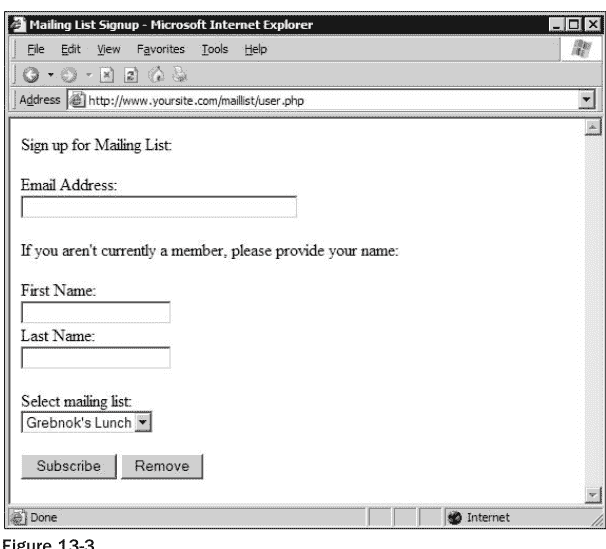 Mailing List Signup - Microsoft Internet Explorer
File Edit View Favorites Tools Help
Address http://www.yoursite.com/maillist/user.php
Sign up for Mailing List:
Email Address:
If you aren't currently a member, please provide your name:
First Name:
Last Name:
Select mailing list:
Grebnok's Lunch
Subscribe Remove
Done Internet
Figure 13-3